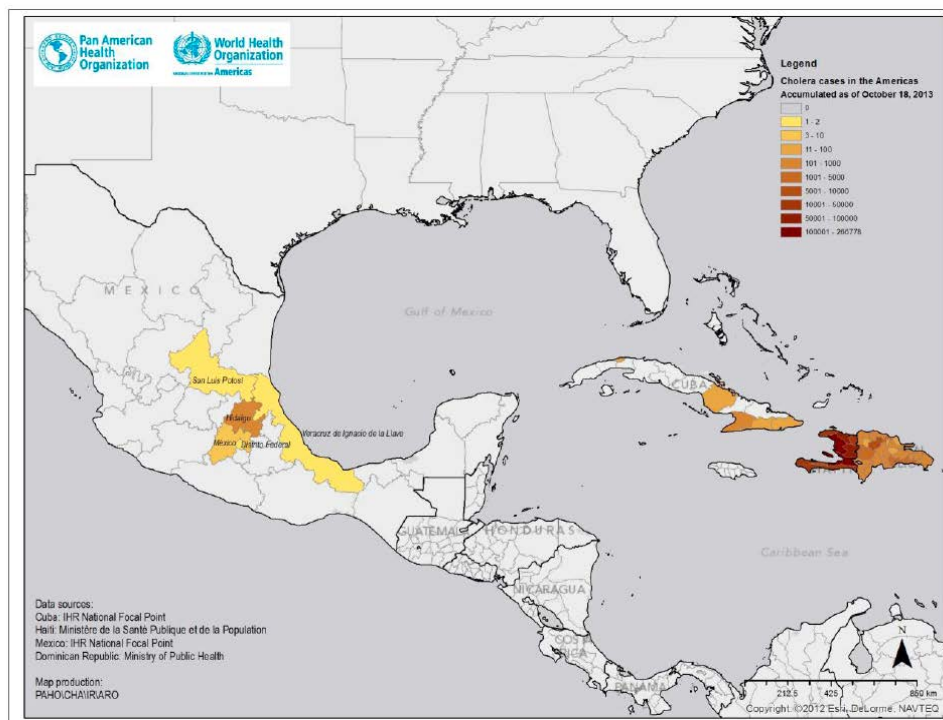 Pan American
Health
Organization
World Health
Organization
Americas
Legend
Cholera cases in the Americas
Accumulated as of October 18, 2013
0
1 - 2
3 - 10
11 - 100
101 - 1000
1001 - 5000
5001 - 10000
10001 - 50000
50001 - 100000
MEXICO
Gulf of Mexico
San Luis Potosí
CUBA
Hidalgo
Veracruz de Ignacio de la Llave
México
Distrito Federal
GUATEMALA
HONDURAS
Caribbean Sea
NICARAGUA
Data sources:
Cuba: IHR National Focal Point
Haiti: Ministère de la Santé Publique et de la Population
Mexico: IHR National Focal Point
Dominican Republic: Ministry of Public Health
COSTA
RICA
N
Map production:
PAHO\CHA\IR\ARO
PANAMA
0 212.5 425 850 km
Copyright: ©2012 Esri, DeLorme, NAVTEQ